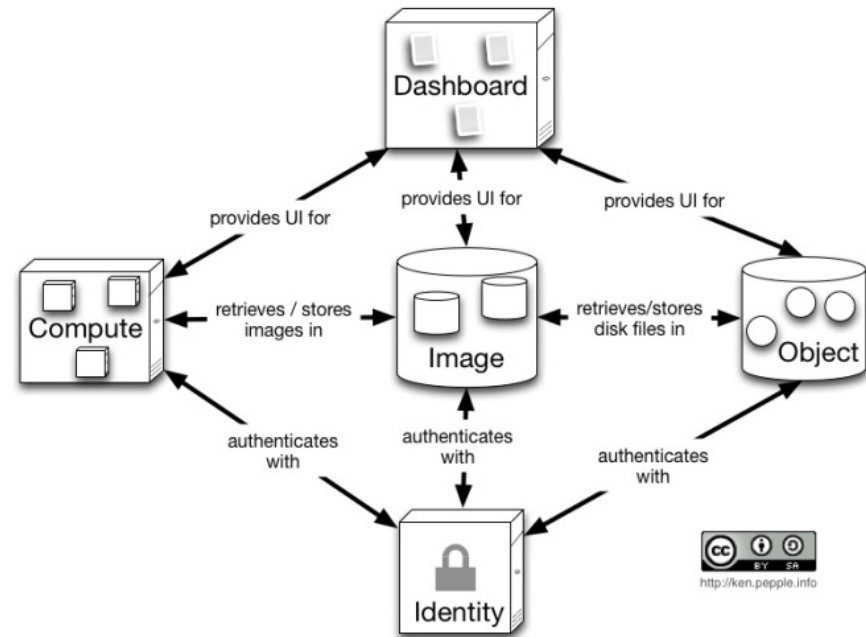 Dashboard
provides UI for
provides UI for
provides UI for
Compute
retrieves / stores
images in
Image
retrieves/stores
disk files in
Object
authenticates
with
authenticates
with
authenticates
with
Identity
cc
BY SA
http://ken.pepple.info